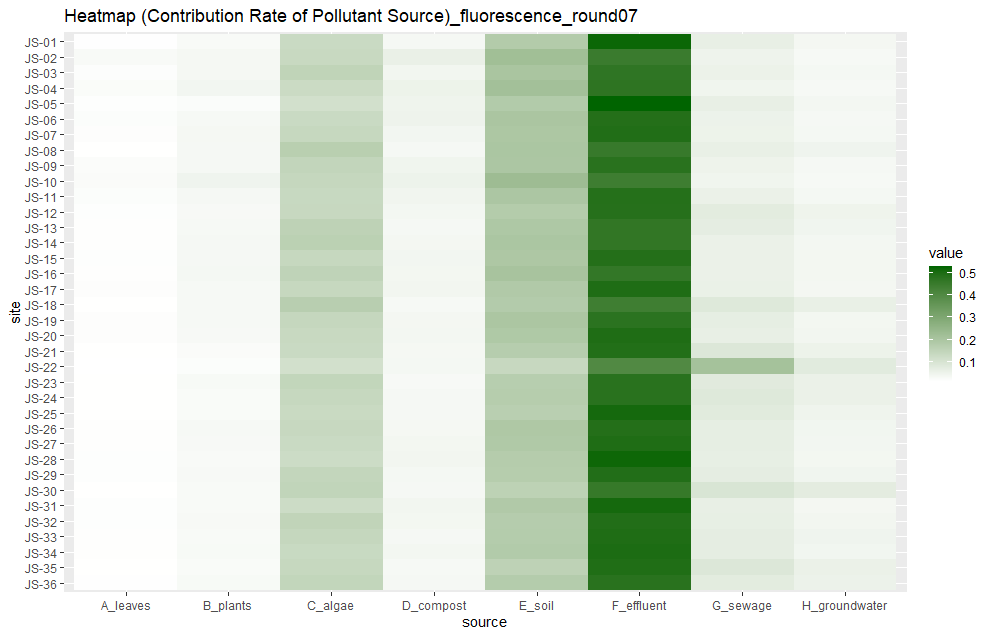 Heatmap (Contribution Rate of Pollutant Source)_fluorescence_round07
JS-01
JS-02
JS-03
JS-04
JS-05
JS-06
JS-07
JS-08
JS-09
JS-10
JS-11
JS-12
JS-13
JS-14
JS-15
JS-16
JS-17
JS-18
JS-19
JS-20
JS-21
JS-22
JS-23
JS-24
JS-25
JS-26
JS-27
JS-28
JS-29
JS-30
JS-31
JS-32
JS-33
JS-34
JS-35
JS-36
site
A_leaves B_plants C_algae D_compost E_soil F_effluent G_sewage H_groundwater
source
value
0.5
0.4
0.3
0.2
0.1